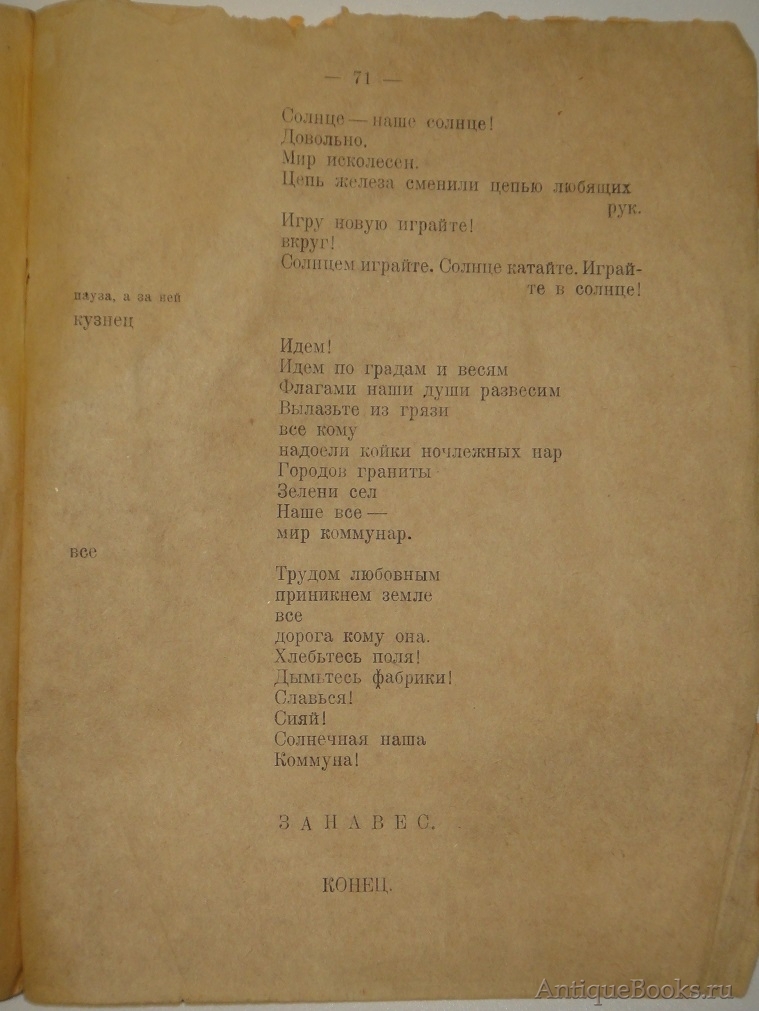 — 71 —
Солнце — наше солнце!
Довольно.
Мир исколесен.
Цепь железа сменили цепью любящих
рук.
Игру новую играйте!
вкруг!
Солнцем играйте. Солнце катайте. Играй-
те в солнце!
пауза, а за ней
кузнец
Идем!
Идем по градам и весям
Флагами наши души развесим
Вылазьте из грязи
все кому
надоели койки ночлежных нар
Городов граниты
Зелени сел
Наше все —
мир коммунар.
все
Трудом любовным
приникнем земле
все
дорога кому она.
Хлебьтесь поля!
Дымьтесь фабрики!
Славься!
Сияй!
Солнечная наша
Коммуна!
ЗАНАВЕС.
КОНЕЦ.
AntiqueBooks.ru